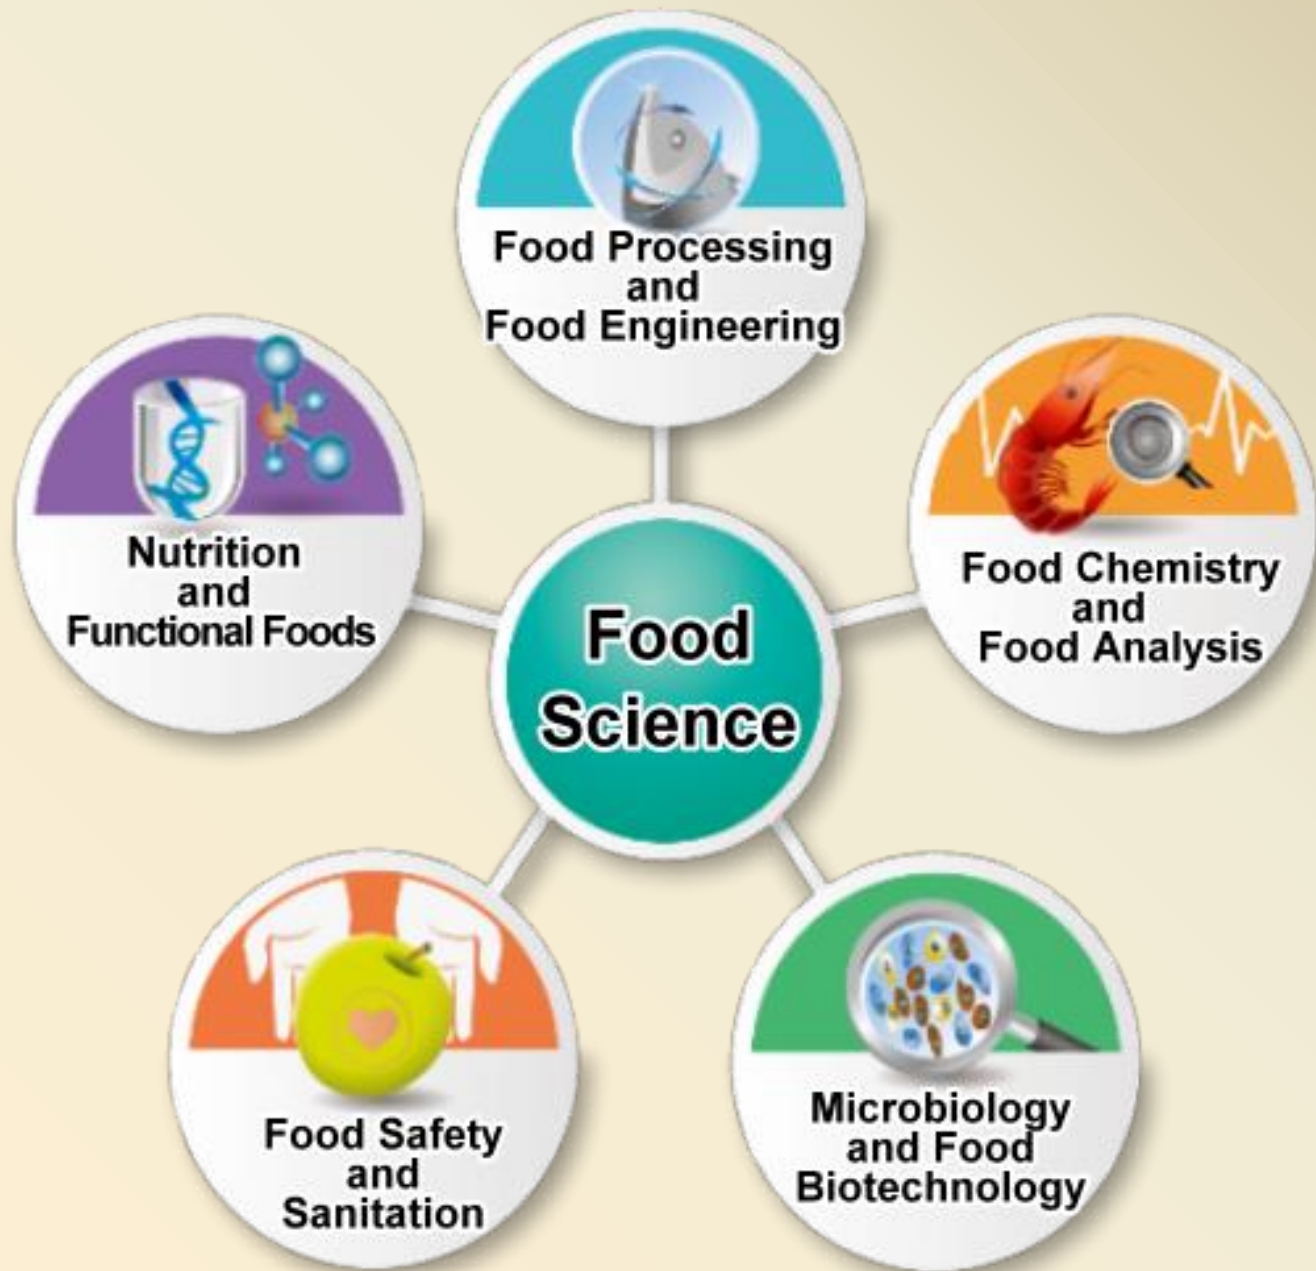 Food Processing
and
Food Engineering
Nutrition
and
Functional Foods
Food Chemistry
and
Food Analysis
Food
Science
Food Safety
and
Sanitation
Microbiology
and Food
Biotechnology